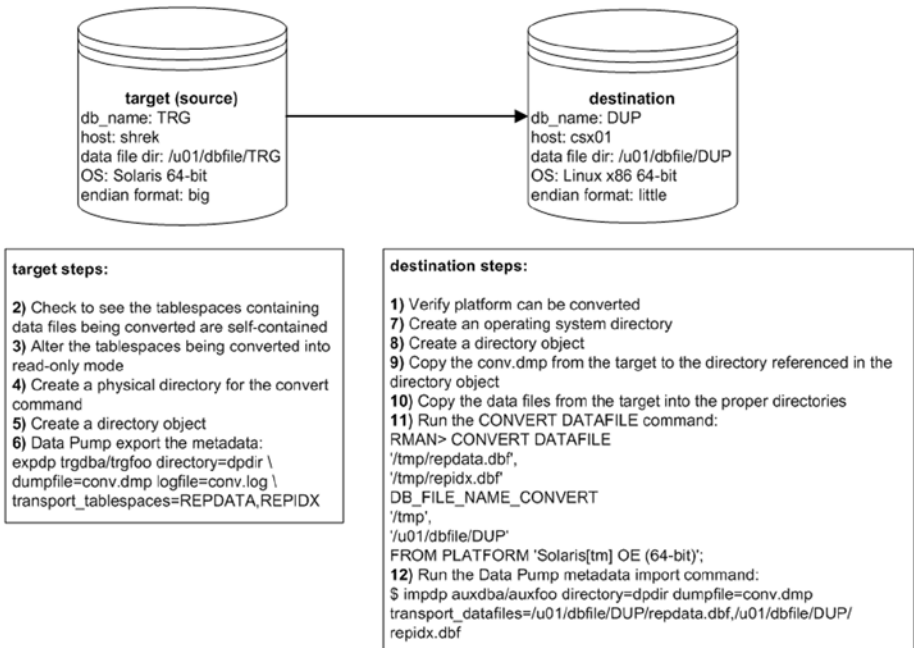 target (source)
db_name: TRG
host: shrek
data file dir: /u01/dbfile/TRG
OS: Solaris 64-bit
endian format: big
destination
db_name: DUP
host: csx01
data file dir: /u01/dbfile/DUP
OS: Linux x86 64-bit
endian format: little
target steps:
2) Check to see the tablespaces containing
data files being converted are self-contained
3) Alter the tablespaces being converted into
read-only mode
4) Create a physical directory for the convert
command
5) Create a directory object
6) Data Pump export the metadata:
expdp trgdba/trgfoo directory=dpdir \
dumpfile=conv.dmp logfile=conv.log \
transport_tablespaces=REPDATA,REPIDX
destination steps:
1) Verify platform can be converted
7) Create an operating system directory
8) Create a directory object
9) Copy the conv.dmp from the target to the directory referenced in the
directory object
10) Copy the data files from the target into the proper directories
11) Run the CONVERT DATAFILE command:
RMAN> CONVERT DATAFILE
'/tmp/repdata.dbf',
'/tmp/repidx.dbf'
DB_FILE_NAME_CONVERT
'/tmp',
'/u01/dbfile/DUP'
FROM PLATFORM 'Solaris[tm] OE (64-bit)';
12) Run the Data Pump metadata import command:
$ impdp auxdba/auxfoo directory=dpdir dumpfile=conv.dmp
transport_datafiles=/u01/dbfile/DUP/repdata.dbf,/u01/dbfile/DUP/
repidx.dbf